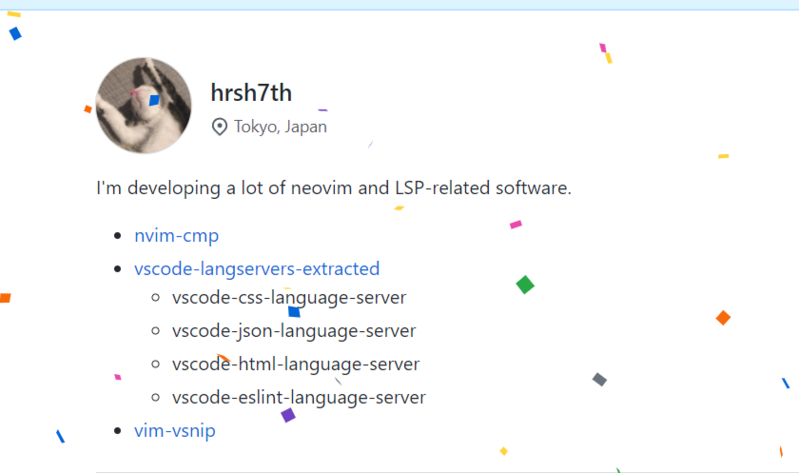 hrsh7th
Tokyo, Japan
I'm developing a lot of neovim and LSP-related software.
nvim-cmp
vscode-langservers-extracted
vscode-css-language-server
vscode-json-language-server
vscode-html-language-server
vscode-eslint-language-server
vim-vsnip